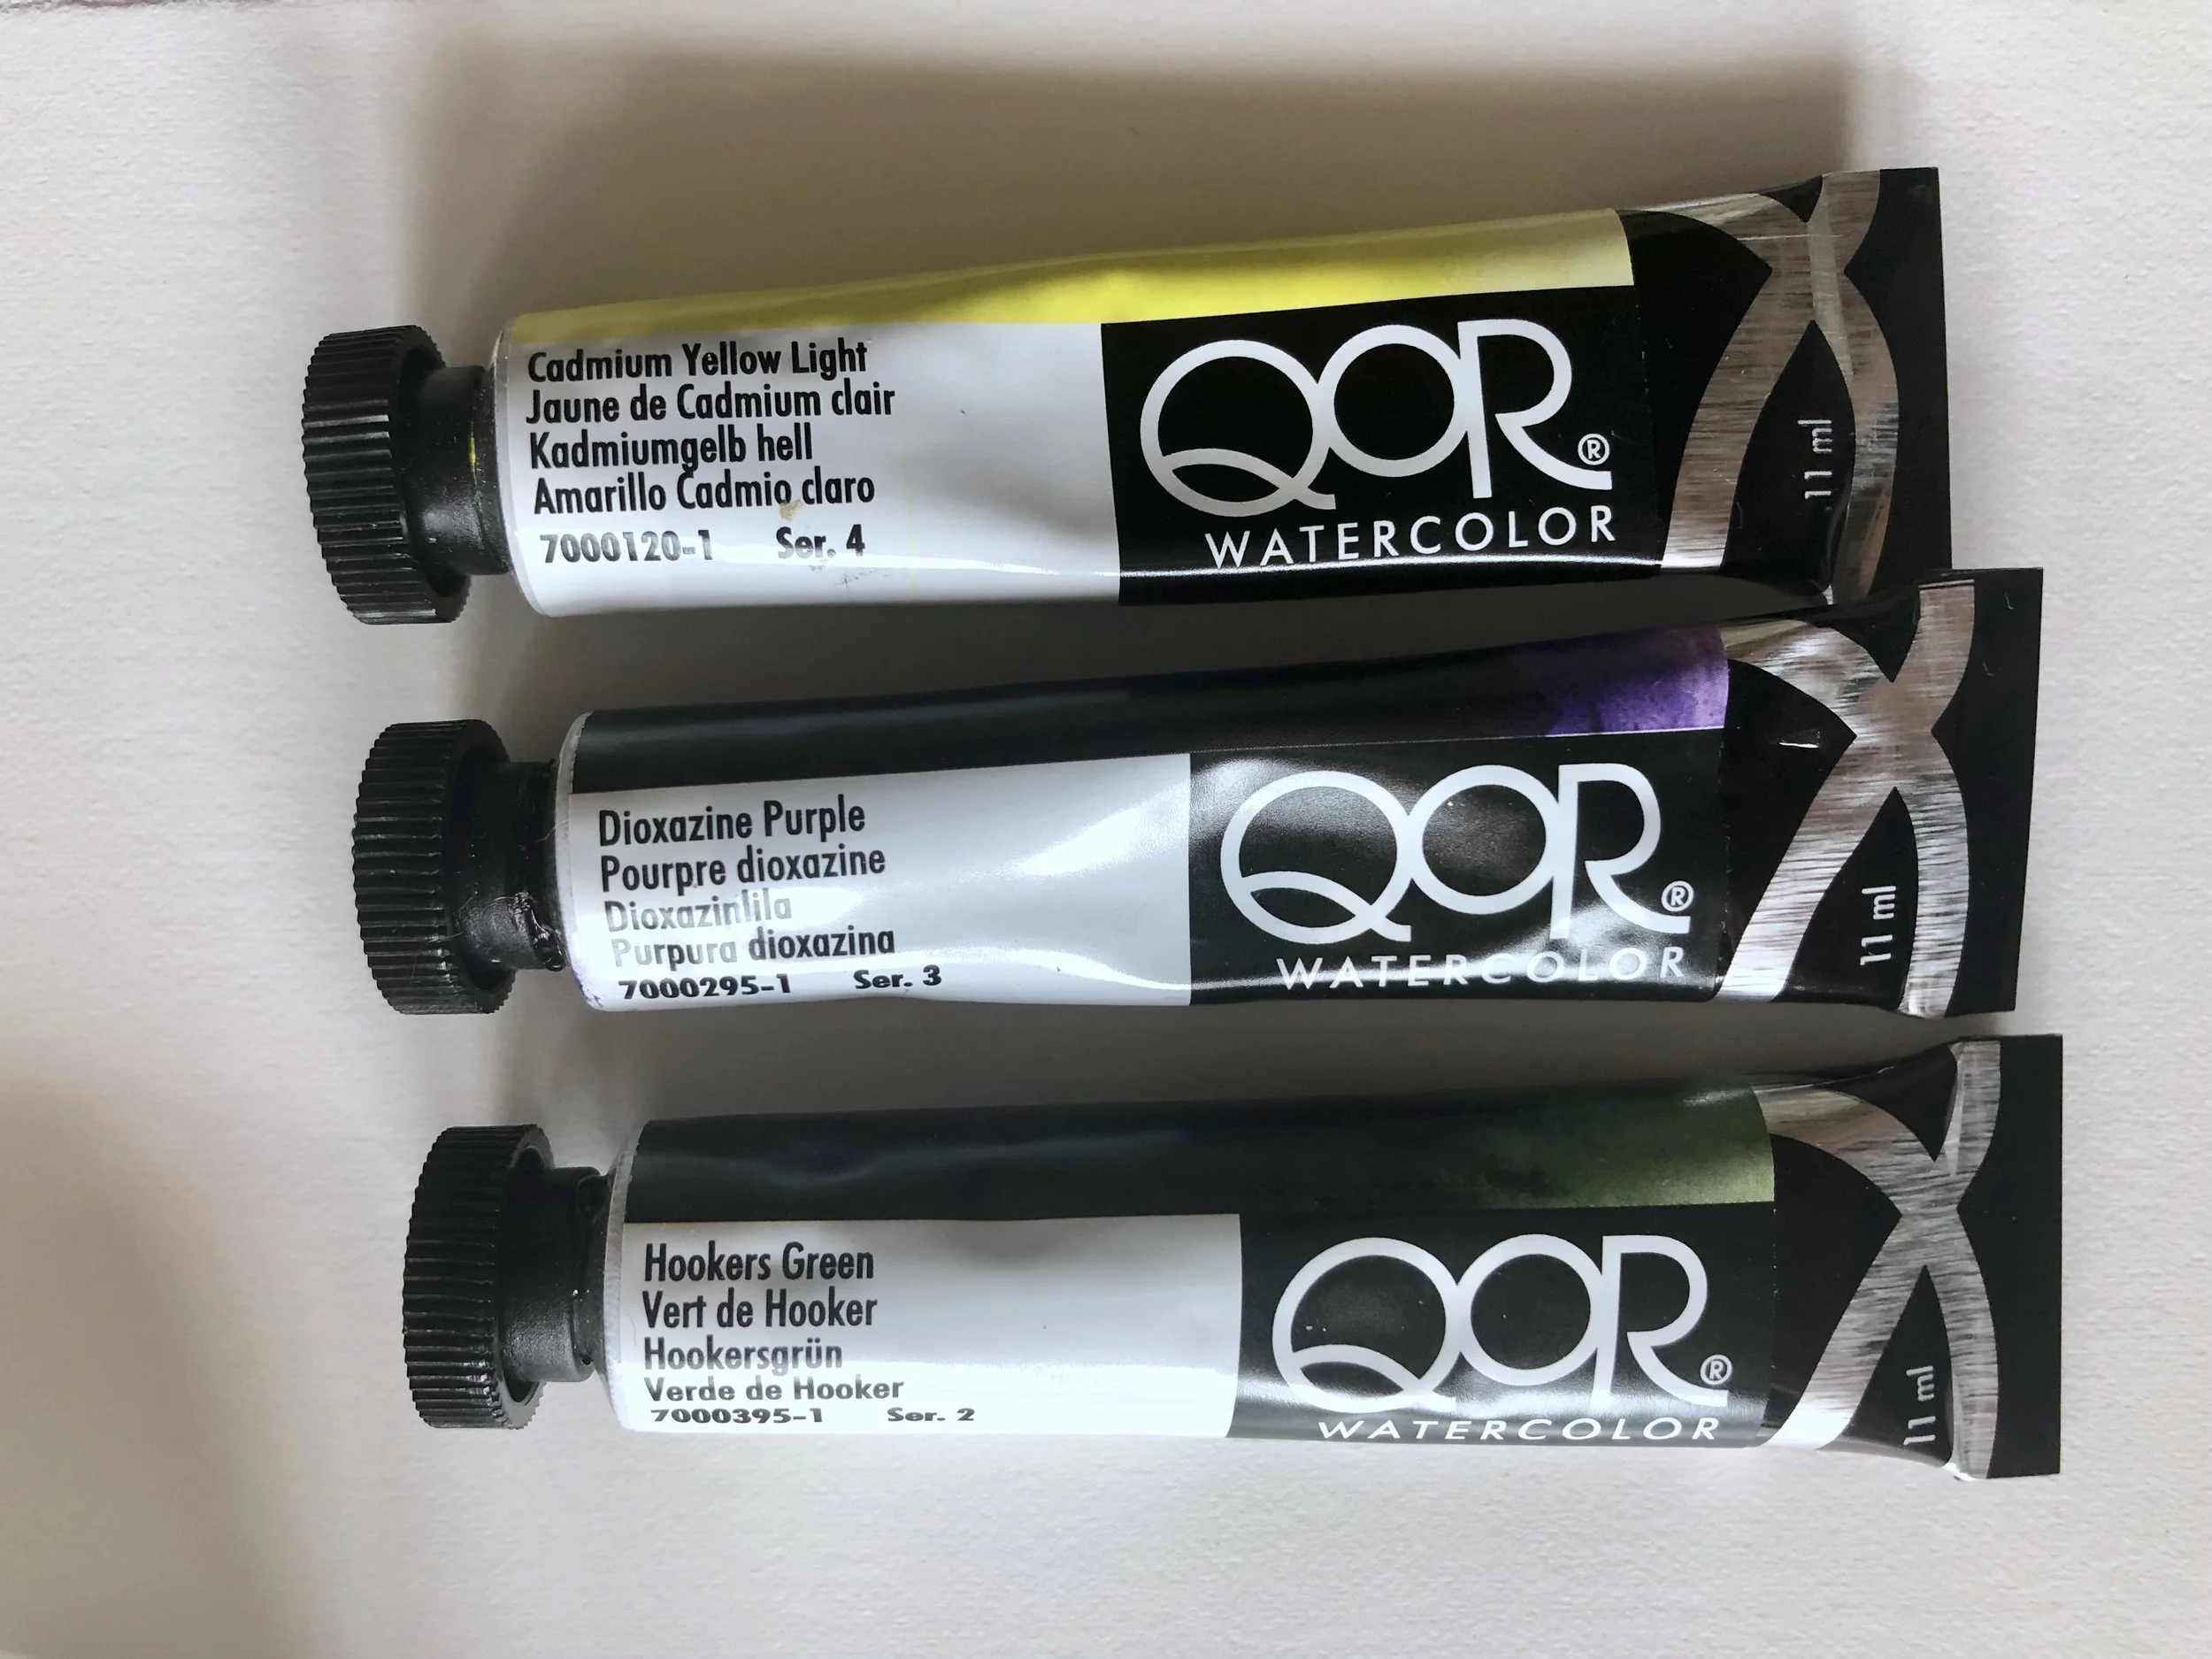 Cadmium Yellow Light
Jaune de Cadmium clair
Kadmiumgelb hell
Amarillo Cadmio claro
7000120-1 Ser. 4
QOR®
WATERCOLOR
11 ml
Dioxazine Purple
Pourpre dioxazine
Dioxazinlila
Purpura dioxazina
7000295-1 Ser. 3
QOR®
WATERCOLOR
11 ml
Hookers Green
Vert de Hooker
Hookersgrün
Verde de Hooker
7000395-1 Ser. 2
QOR®
WATERCOLOR
11 ml